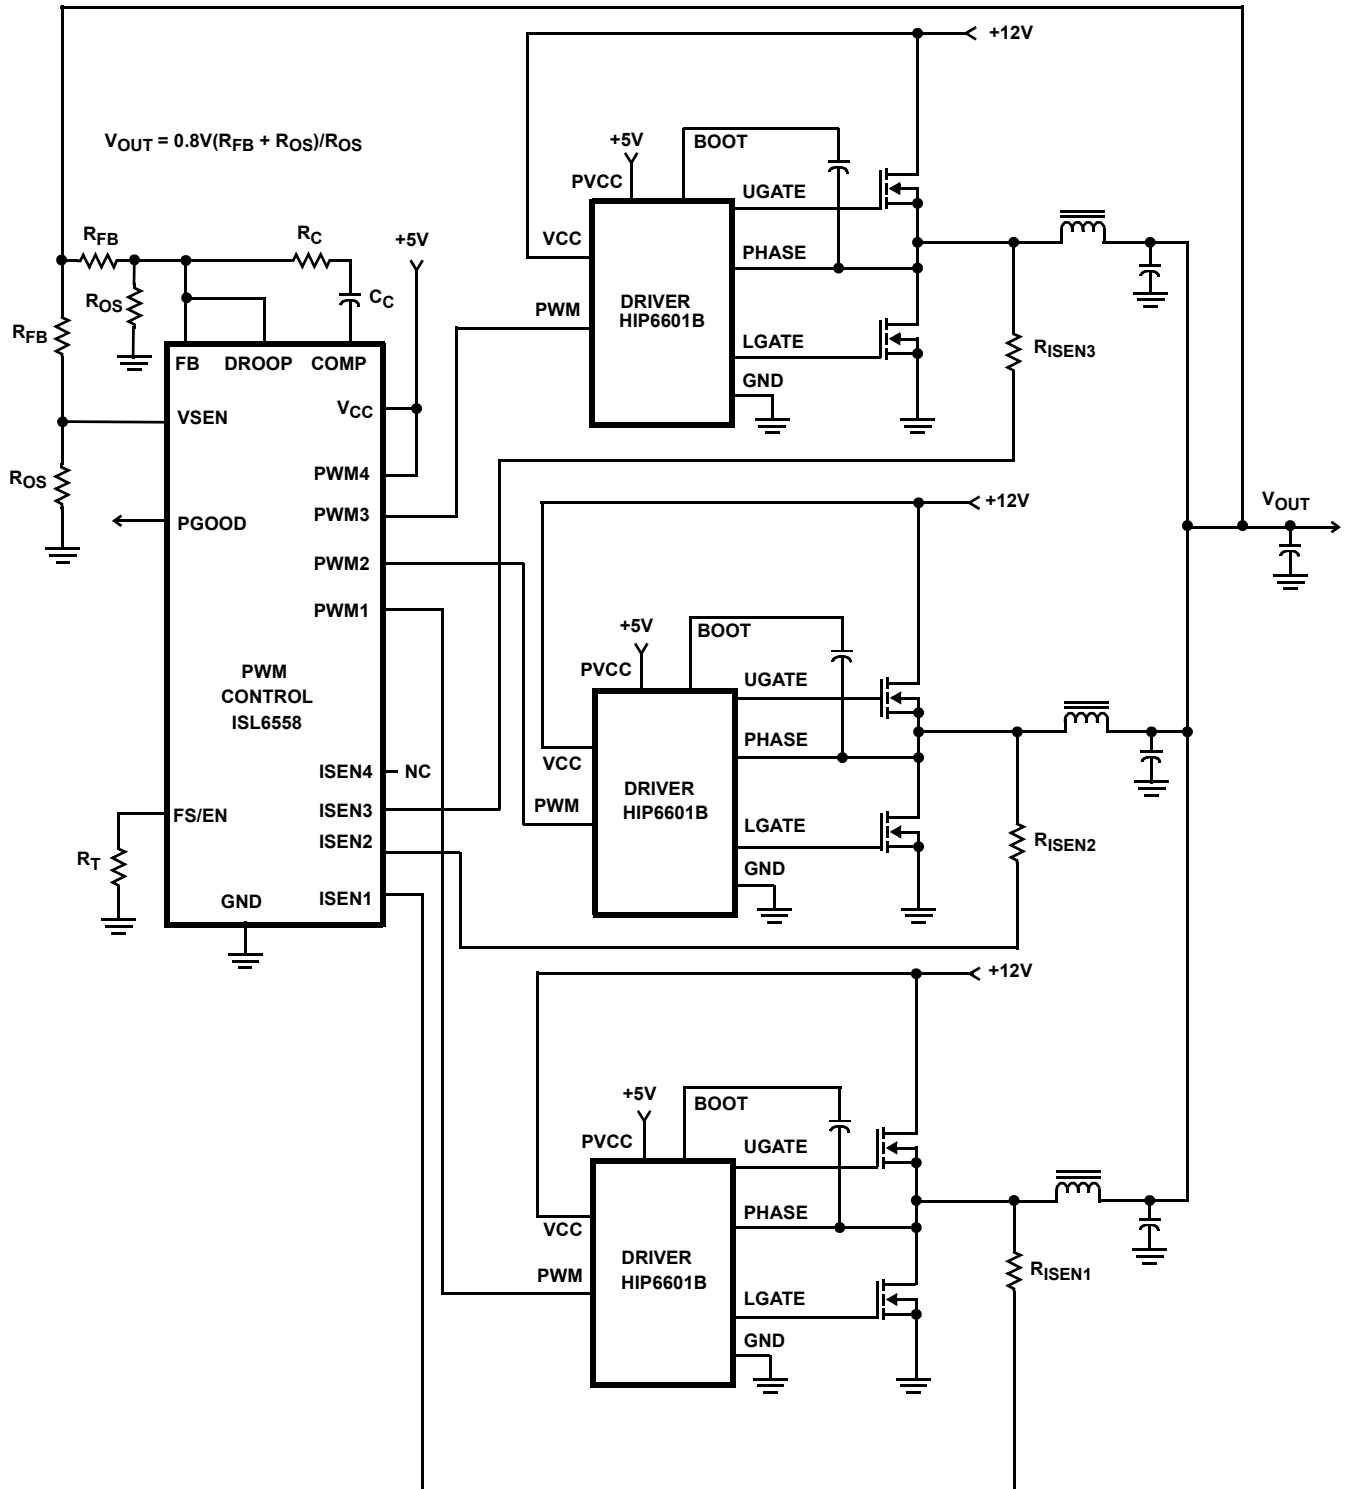 +12V
VOUT = 0.8V(RFB + ROS)/ROS
+5V
BOOT
PVCC
UGATE
RFB
RC
+5V
VCC
PHASE
ROS
CC
PWM
DRIVER
HIP6601B
RFB
LGATE
RISEN3
FB
DROOP
COMP
GND
VCC
VSEN
PWM4
ROS
PWM3
+12V
VOUT
PGOOD
PWM2
PWM1
+5V
BOOT
PVCC
PWM
CONTROL
ISL6558
UGATE
PHASE
VCC
ISEN4
NC
DRIVER
HIP6601B
PWM
ISEN3
FS/EN
LGATE
ISEN2
RISEN2
RT
GND
ISEN1
GND
+12V
+5V
BOOT
PVCC
UGATE
PHASE
VCC
DRIVER
HIP6601B
PWM
RISEN1
LGATE
GND